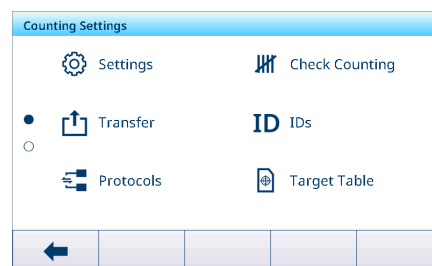 Counting Settings
Settings
Check Counting
Transfer
ID IDs
Protocols
Target Table